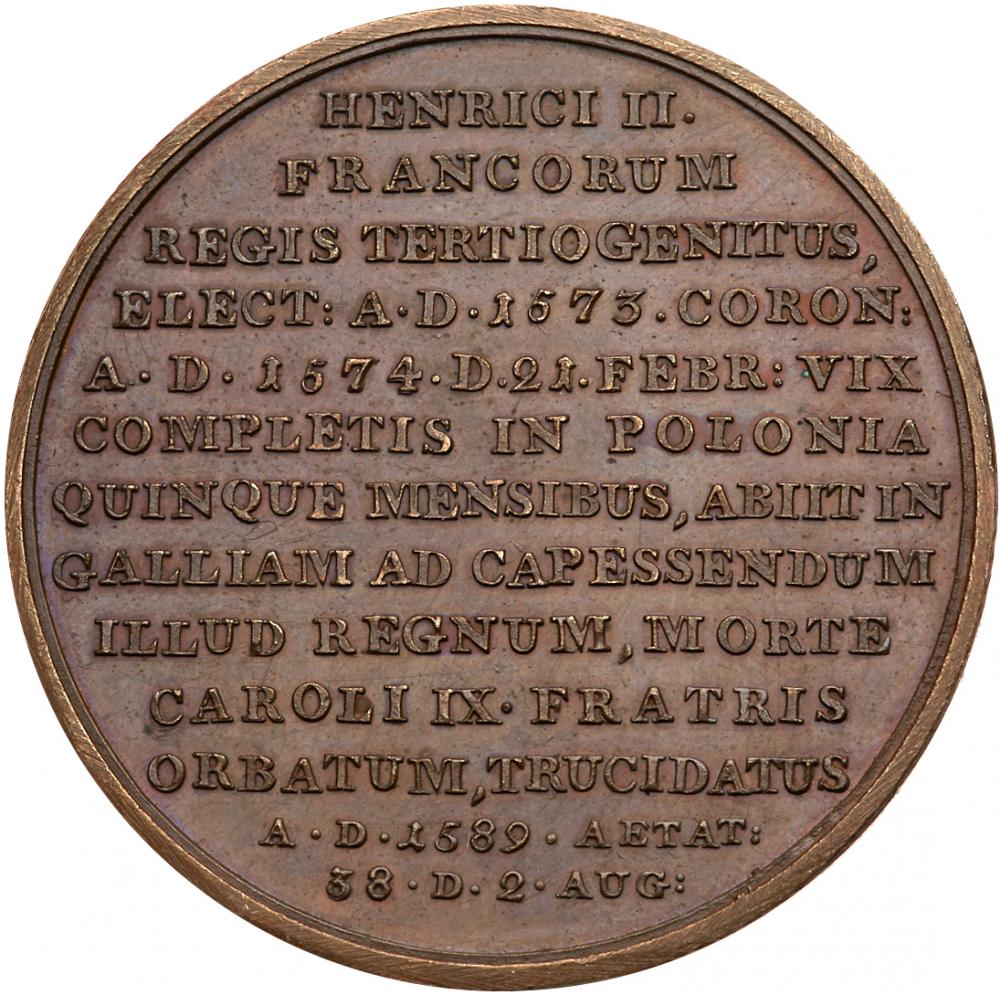 HENRICI II.
FRANCORUM
REGIS TERTIOGENITUS,
ELECT: A·D·1573·CORON:
A·D·1574·D·21·FEBR: VIX
COMPLETIS IN POLONIA
QUINQUE MENSIBUS, ABIIT IN
GALLIAM AD CAPESSENDUM
ILLUD REGNUM, MORTE
CAROLI IX·FRATRIS
ORBATUM, TRUCIDATUS
A·D·1589·AETAT:
38·D·2·AUG: